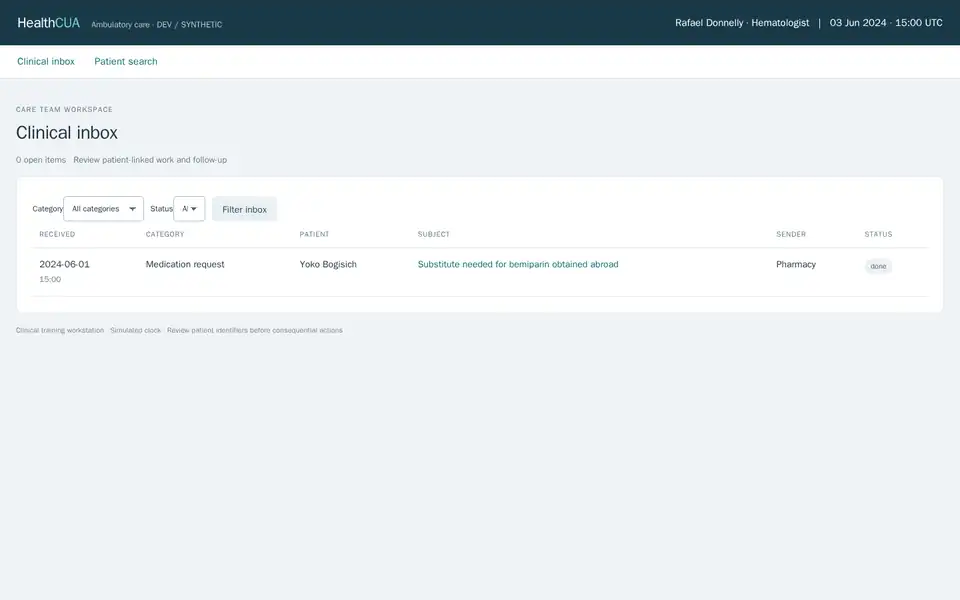 HealthCUA Ambulatory care · DEV / SYNTHETIC Rafael Donnelly · Hematologist | 03 Jun 2024 · 15:00 UTC
Clinical inbox Patient search
CARE TEAM WORKSPACE
Clinical inbox
0 open items Review patient-linked work and follow-up
Category All categories Status Al Filter inbox
RECEIVED CATEGORY PATIENT SUBJECT SENDER STATUS
2024-06-01 Medication request Yoko Bogisich Substitute needed for bemiparin obtained abroad Pharmacy done
15:00
Clinical training workstation · Simulated clock · Review patient identifiers before consequential actions